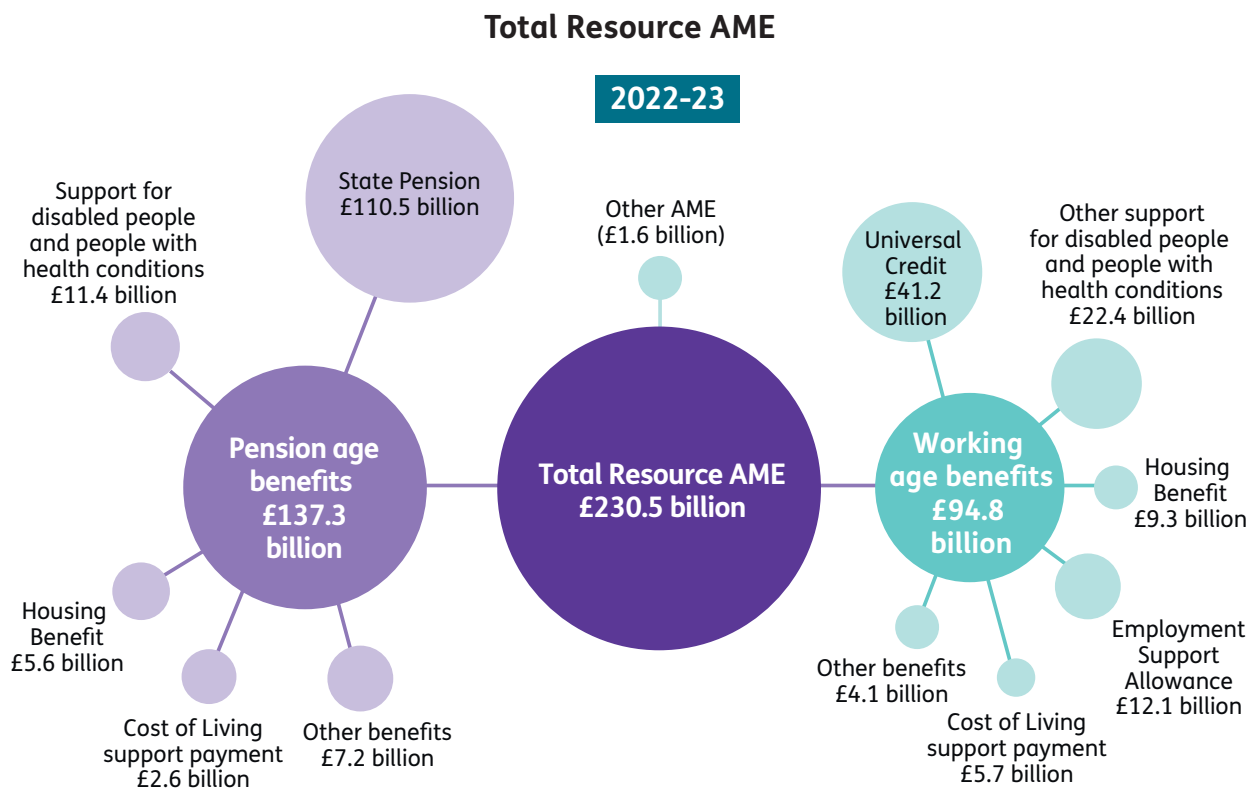 Total Resource AME
2022-23
State Pension
£110.5 billion
Support for
disabled people
and people with
health conditions
£11.4 billion
Pension age
benefits
£137.3
billion
Housing
Benefit
£5.6 billion
Cost of Living
support payment
£2.6 billion
Other benefits
£7.2 billion
Other AME
(£1.6 billion)
Total Resource AME
£230.5 billion
Universal
Credit
£41.2
billion
Other support
for disabled people
and people with
health conditions
£22.4 billion
Working
age benefits
£94.8
billion
Housing
Benefit
£9.3 billion
Employment
Support
Allowance
£12.1 billion
Other benefits
£4.1 billion
Cost of Living
support payment
£5.7 billion